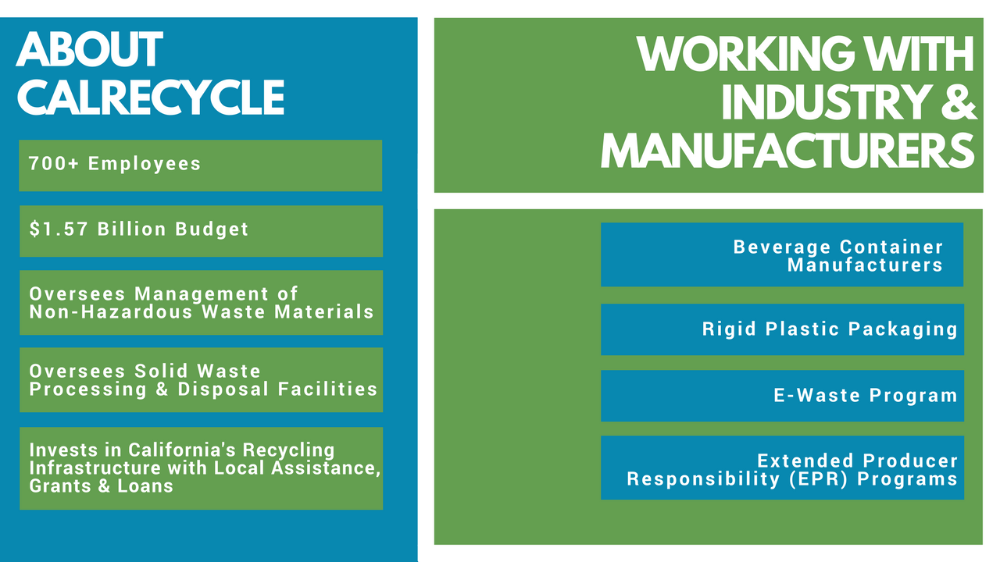 ABOUT
CALRECYCLE
700+ Employees
$1.57 Billion Budget
Oversees Management of
Non-Hazardous Waste Materials
Oversees Solid Waste
Processing & Disposal Facilities
Invests in California's Recycling
Infrastructure with Local Assistance,
Grants & Loans
WORKING WITH
INDUSTRY &
MANUFACTURERS
Beverage Container
Manufacturers
Rigid Plastic Packaging
E-Waste Program
Extended Producer
Responsibility (EPR) Programs